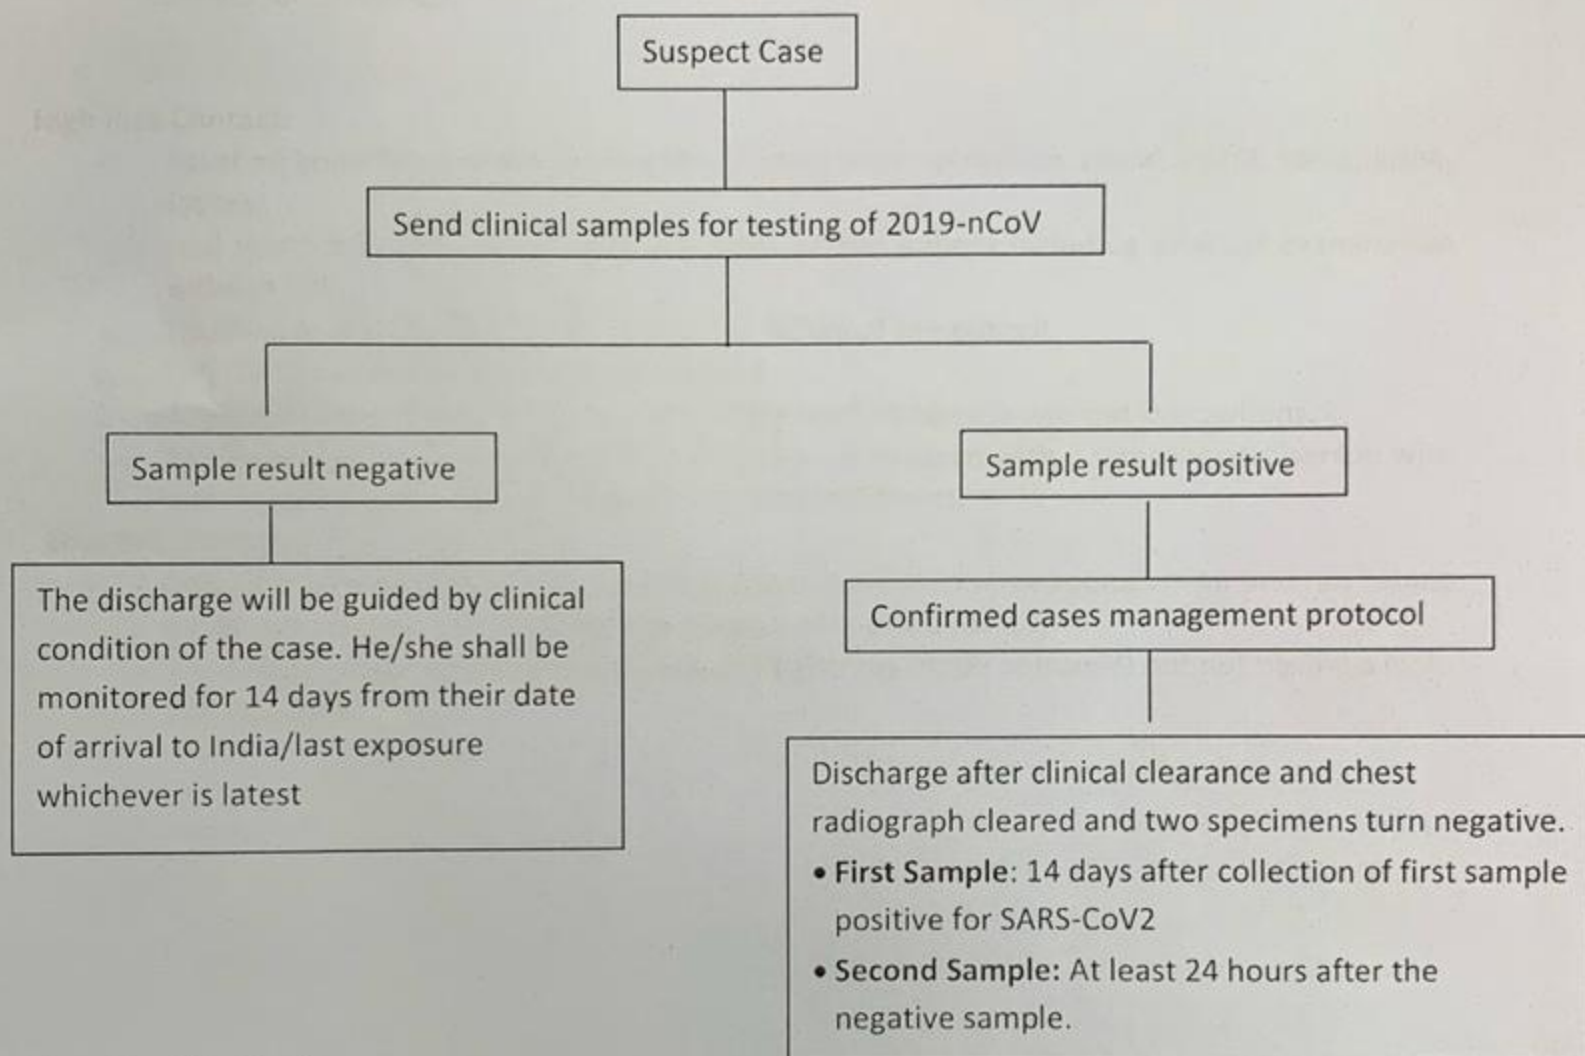 Suspect Case
Send clinical samples for testing of 2019-nCoV
Sample result negative
Sample result positive
The discharge will be guided by clinical
condition of the case. He/she shall be
monitored for 14 days from their date
of arrival to India/last exposure
whichever is latest
Confirmed cases management protocol
Discharge after clinical clearance and chest
radiograph cleared and two specimens turn negative.
• First Sample: 14 days after collection of first sample
positive for SARS-CoV2
• Second Sample: At least 24 hours after the
negative sample.